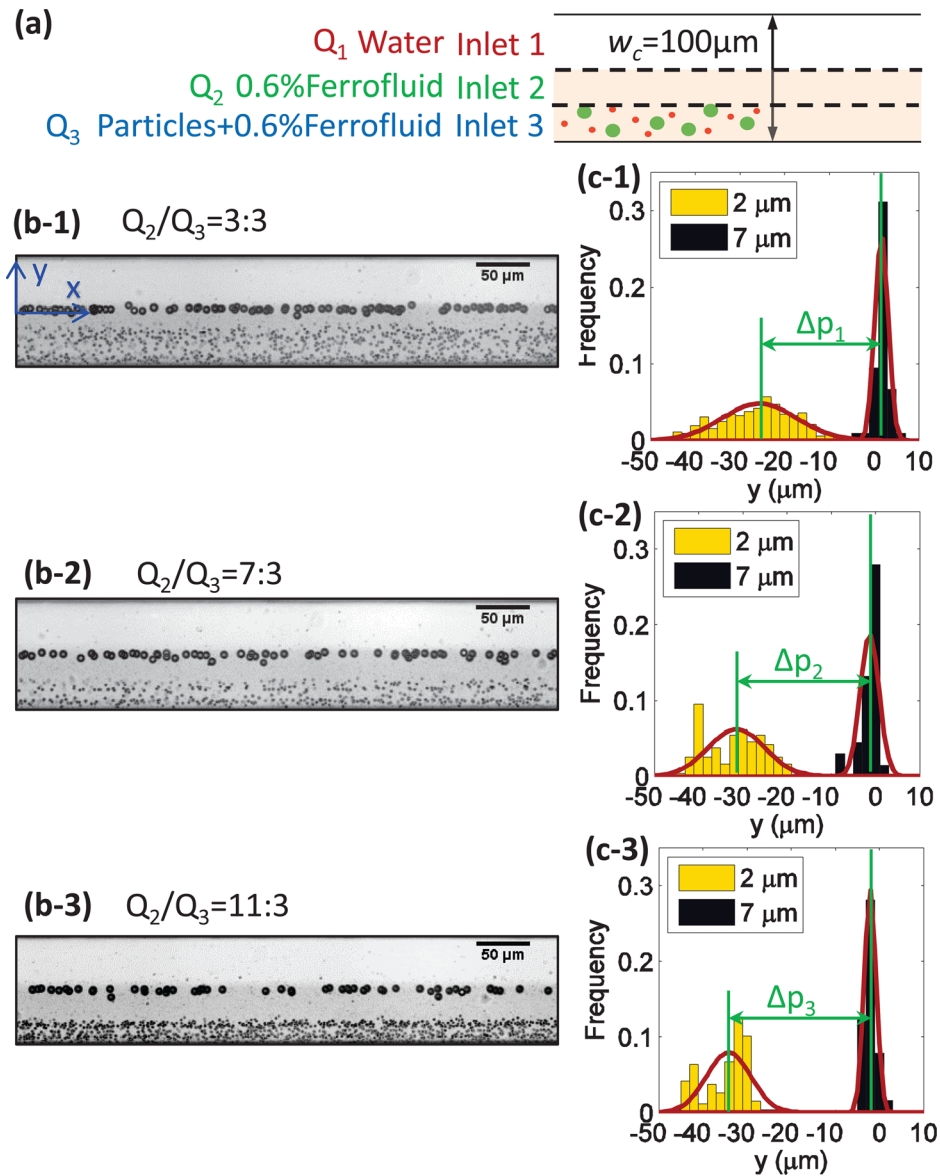 (a)
Q₁ Water Inlet 1
Q₂ 0.6%Ferrofluid Inlet 2
Q₃ Particles+0.6%Ferrofluid Inlet 3
w_c=100μm
(b-1) Q₂/Q₃=3:3
50 μm
y
x
(c-1)
2 μm
7 μm
Frequency
0.3
0.2
0.1
0
Δp₁
-50 -40 -30 -20 -10 0 10
y (μm)
(b-2) Q₂/Q₃=7:3
50 μm
(c-2)
2 μm
7 μm
Frequency
0.3
0.2
0.1
0
Δp₂
-50 -40 -30 -20 -10 0 10
y (μm)
(b-3) Q₂/Q₃=11:3
50 μm
(c-3)
2 μm
7 μm
Frequency
0.3
0.2
0.1
0
Δp₃
-50 -40 -30 -20 -10 0 10
y (μm)